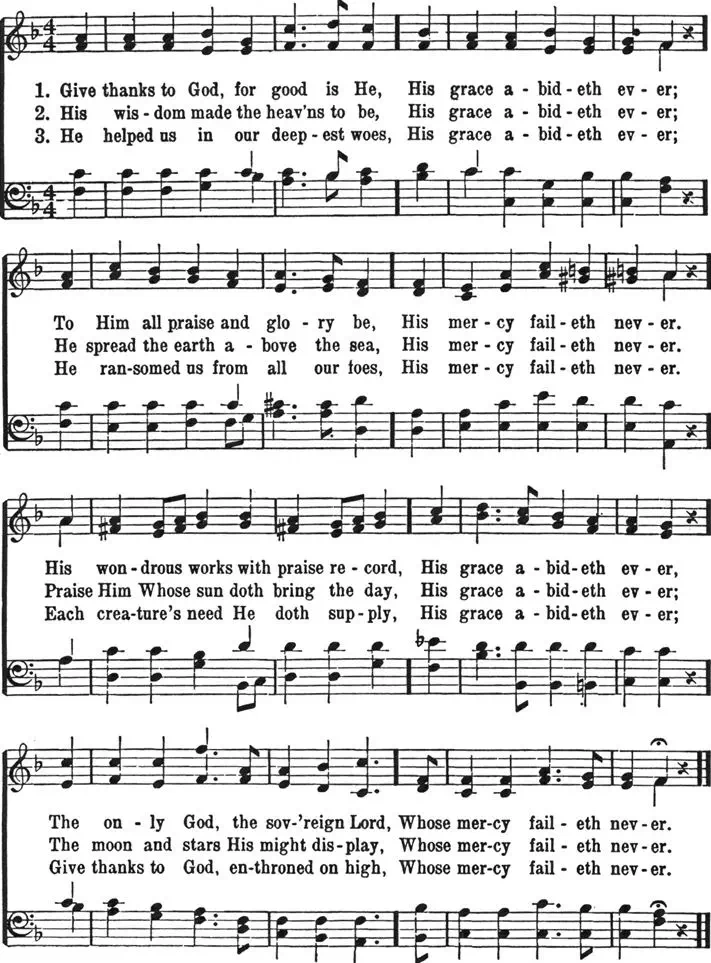 4 4
1. Give thanks to God, for good is He, His grace a - bid - eth ev - er;
2. His wis - dom made the heav'ns to be, His grace a - bid - eth ev - er;
3. He helped us in our deep - est woes, His grace a - bid - eth ev - er;
4 4
To Him all praise and glo - ry be, His mer - cy fail - eth nev - er.
He spread the earth a - bove the sea, His mer - cy fail - eth nev - er.
He ran-somed us from all our foes, His mer - cy fail - eth nev - er.
His won - drous works with praise re - cord, His grace a - bid - eth ev - er,
Praise Him Whose sun doth bring the day, His grace a - bid - eth ev - er;
Each crea-ture's need He doth sup - ply, His grace a - bid - eth ev - er;
The on - ly God, the sov-'reign Lord, Whose mer-cy fail - eth nev - er.
The moon and stars His might dis-play, Whose mer-cy fail - eth nev - er.
Give thanks to God, en-throned on high, Whose mer-cy fail - eth nev - er.